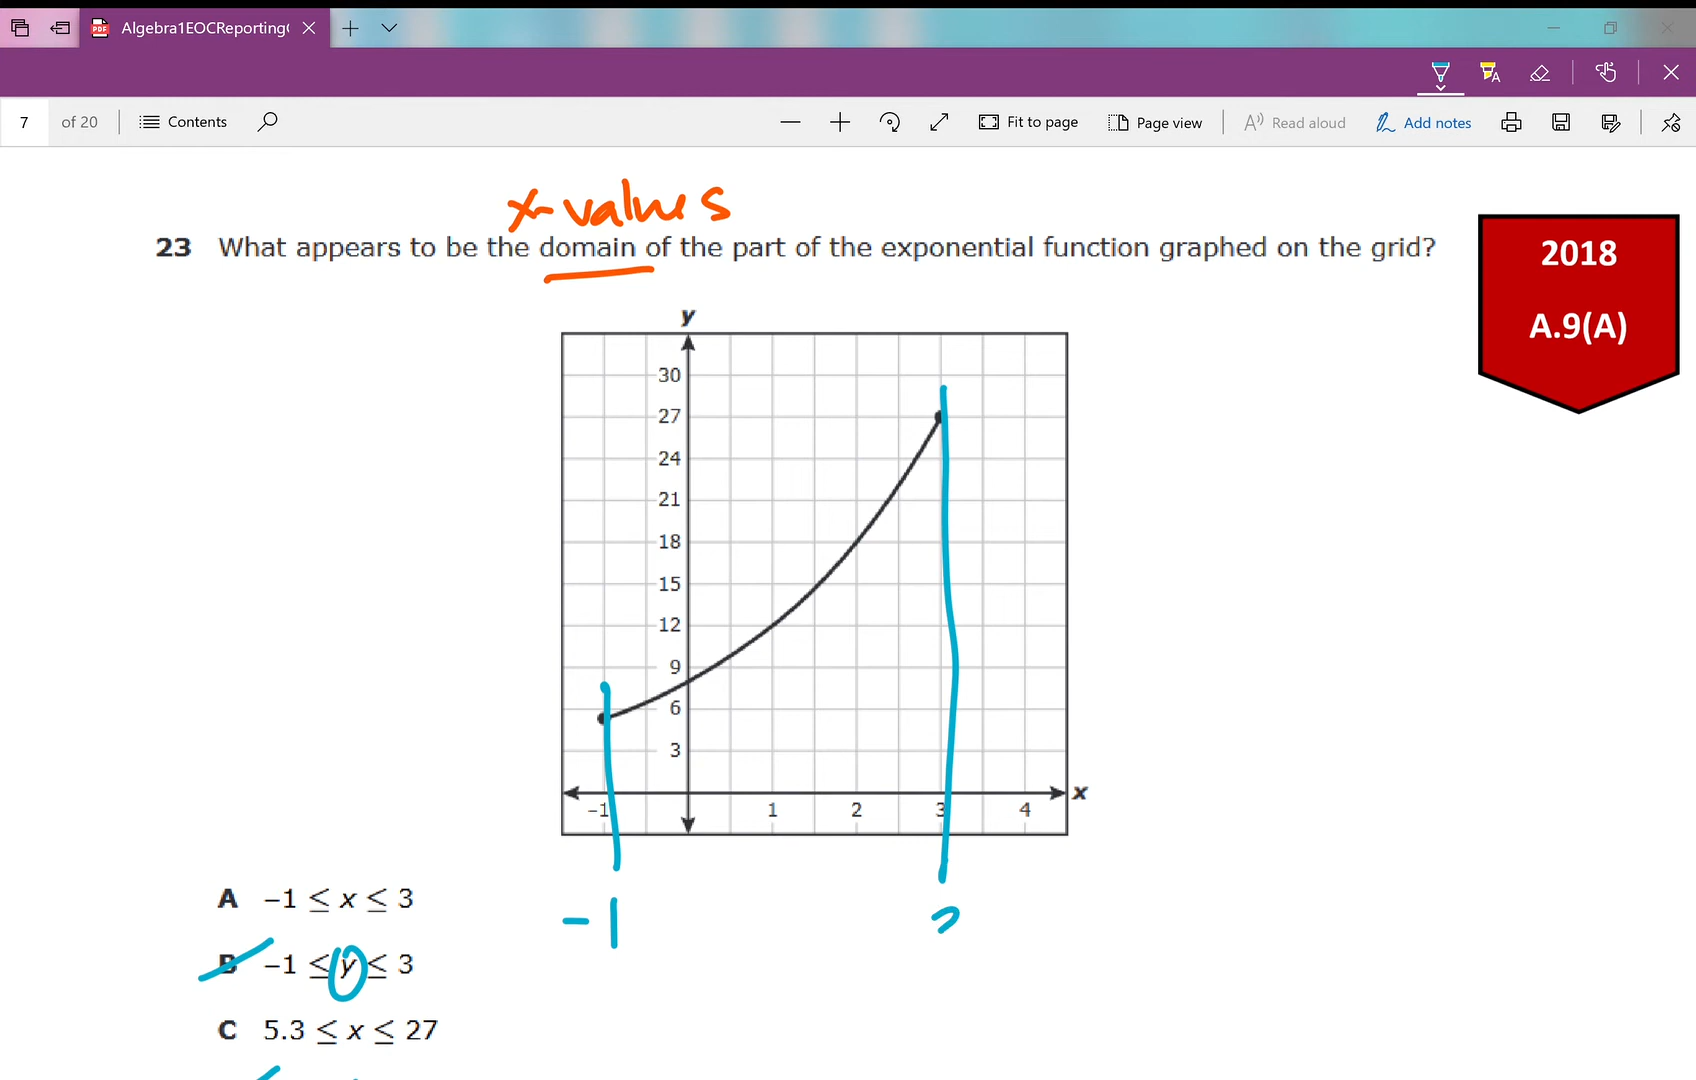 Algebra1EOCReporting
7 of 20 Contents Fit to page Page view Read aloud Add notes
x-values
23 What appears to be the domain of the part of the exponential function graphed on the grid?
2018
A.9(A)
y
30
27
24
21
18
15
12
9
6
3
x
−1 1 2 3 4
-1
A −1 ≤ x ≤ 3
B −1 ≤ y ≤ 3
C 5.3 ≤ x ≤ 27